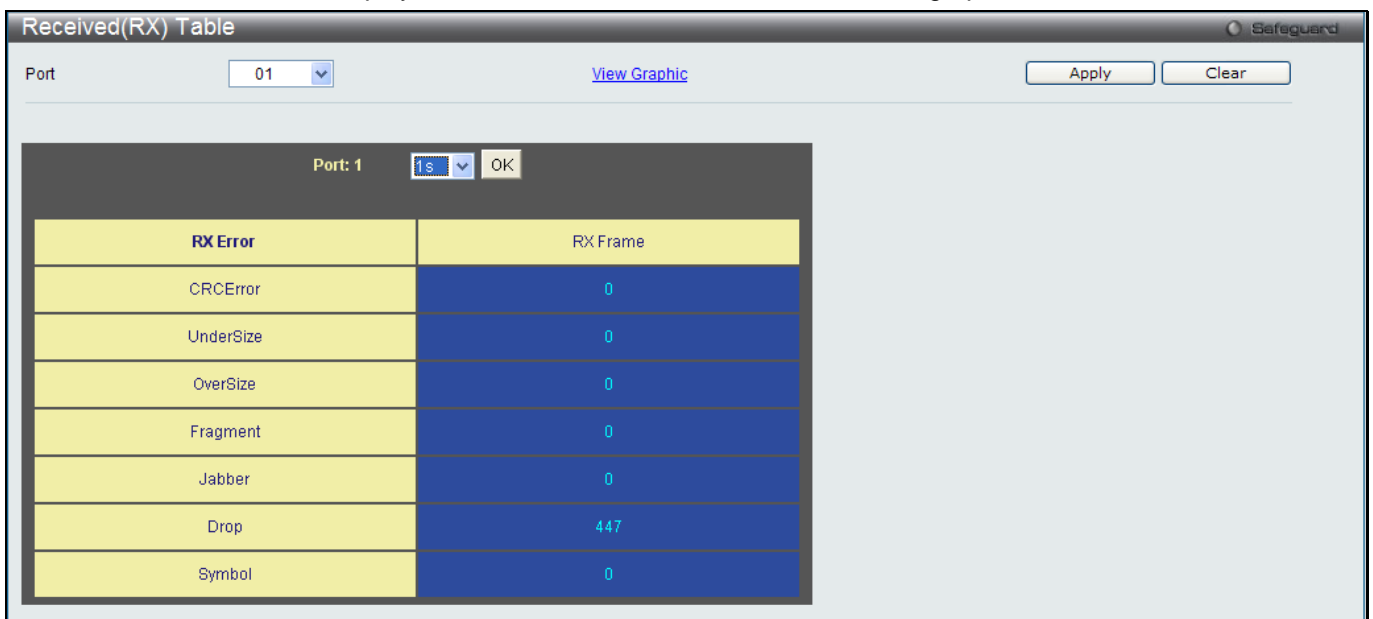 Received(RX) Table Safeguard
Port 01 View Graphic Apply Clear
Port: 1 1s OK
RX Error RX Frame
CRCError 0
UnderSize 0
OverSize 0
Fragment 0
Jabber 0
Drop 447
Symbol 0